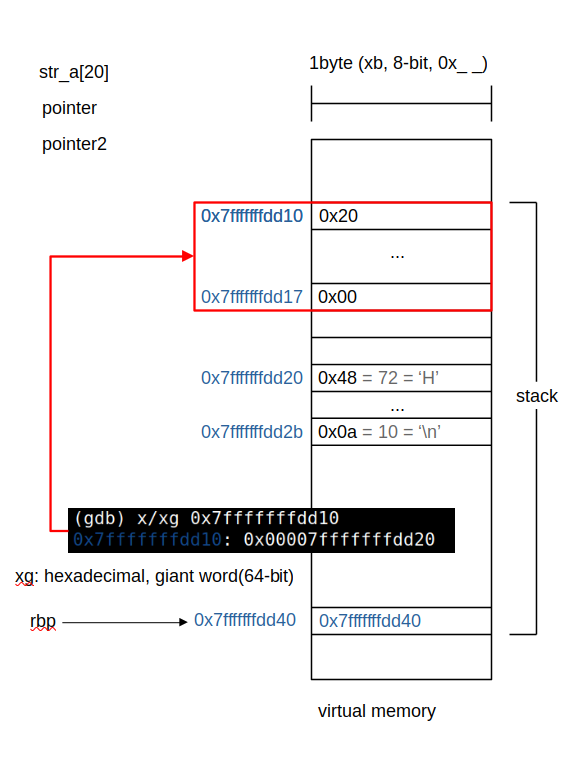 1byte (xb, 8-bit, 0x_ _)
str_a[20]
pointer
pointer2
0x7fffffffdd10 0x20
...
0x7fffffffdd17 0x00
0x7fffffffdd20 0x48 = 72 = ‘H’
...
stack
0x7fffffffdd2b 0x0a = 10 = ‘\n’
(gdb) x/xg 0x7fffffffdd10
0x7fffffffdd10: 0x00007fffffffdd20
xg: hexadecimal, giant word(64-bit)
rbp 0x7fffffffdd40 0x7fffffffdd40
virtual memory